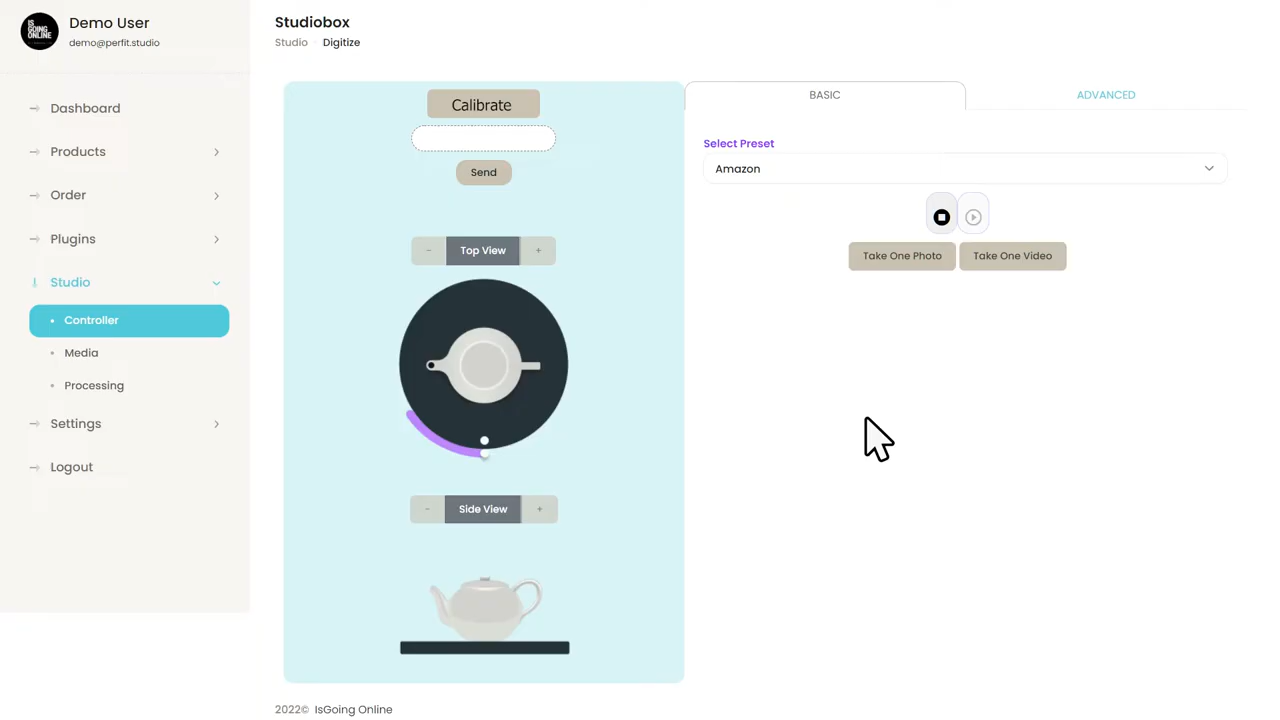 IS
GOING
ONLINE
Demo User
demo@perfit.studio
Dashboard
Products
Order
Plugins
Studio
Controller
Media
Processing
Settings
Logout
Studiobox
Studio
Digitize
Calibrate
Send
- Top View +
- Side View +
BASIC
ADVANCED
Select Preset
Amazon
Take One Photo
Take One Video
2022© IsGoing Online